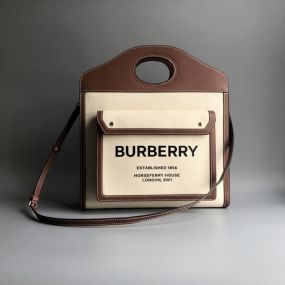 BURBERRY
ESTABLISHED 1856
HORSEFERRY HOUSE
LONDON, SW1